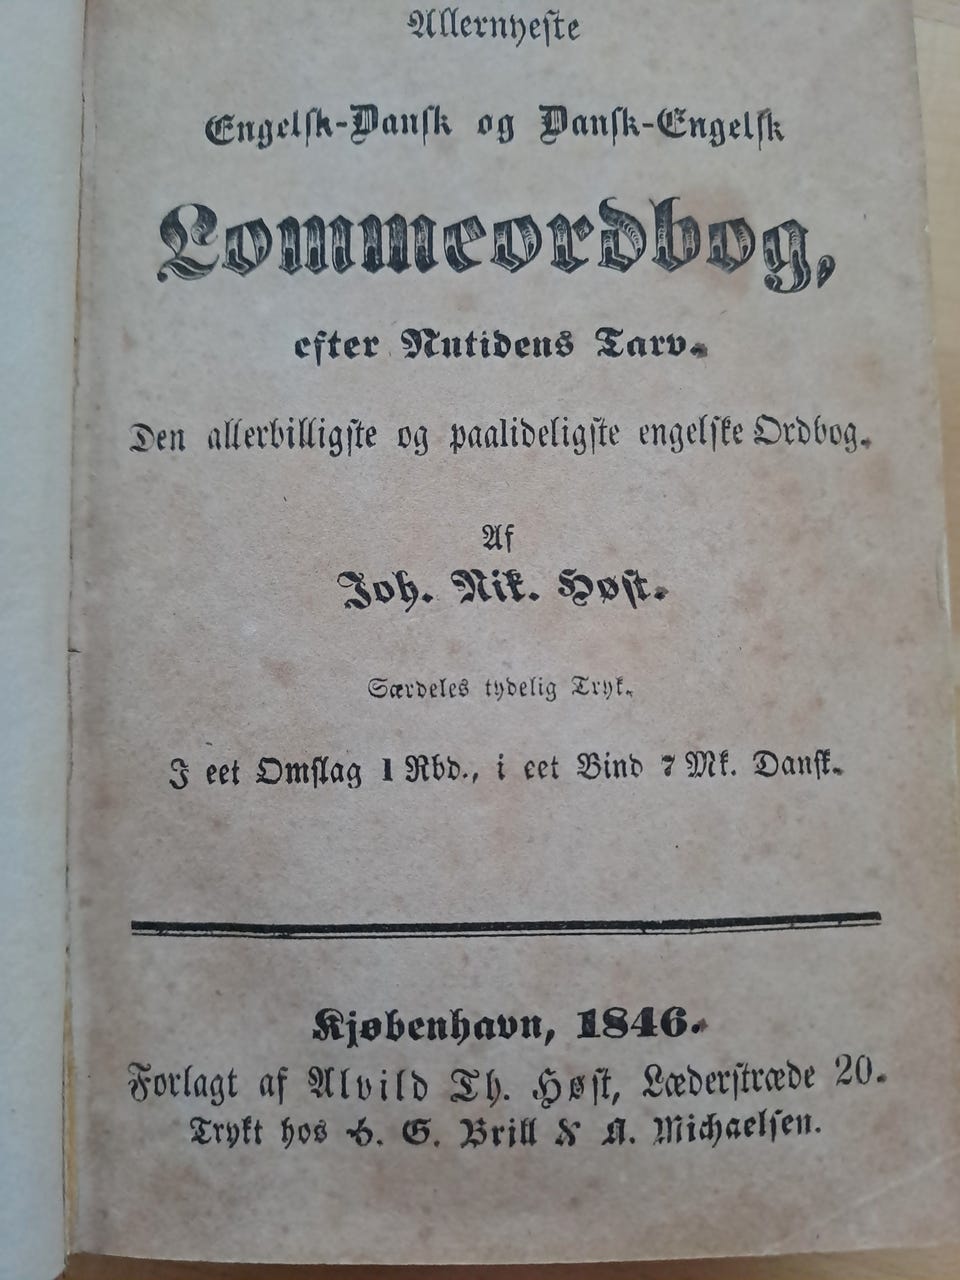 Allernyeste
Engelsk-Dansk og Dansk-Engelsk
Lommeordbog,
efter Nutidens Tarv.
Den allerbilligste og paalideligste engelske Ordbog.
Af
Joh. Nik. Høst.
Særdeles tydelig Tryk.
I eet Omslag 1 Rbd., i eet Bind 7 Mk. Dansk.
Kjøbenhavn, 1846.
Forlagt af Alvild Th. Høst, Læderstræde 20.
Trykt hos H. G. Brill & A. Michaelsen.